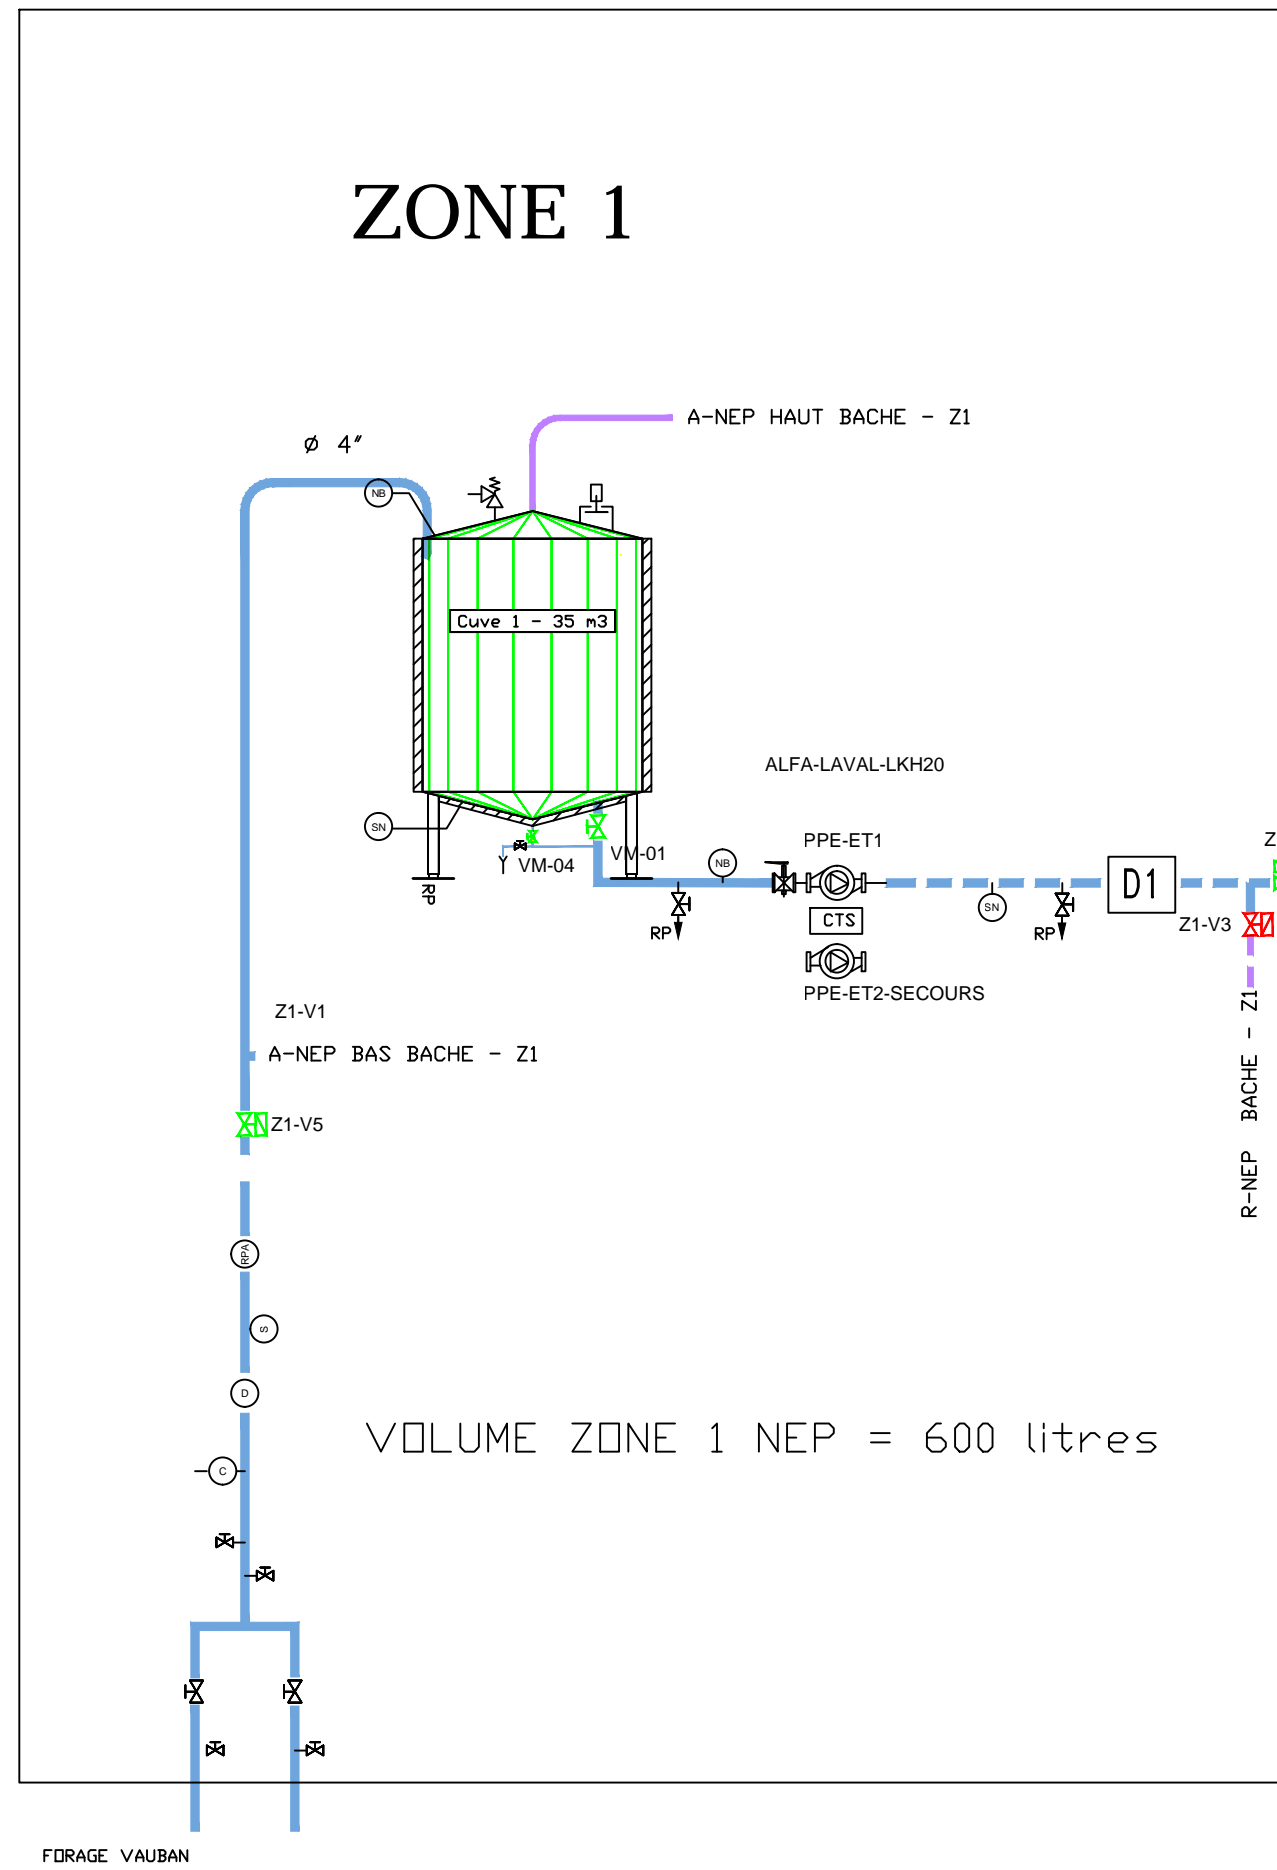 ZONE 1
A-NEP HAUT BACHE - Z1
Ø 4"
NB
Cuve 1 - 35 m3
ALFA-LAVAL-LKH20
SN
VM-04
VM-01
NB
PPE-ET1
Z
D1
RP
CTS
SN
RP
RP
Z1-V3
PPE-ET2-SECOURS
Z1-V1
A-NEP BAS BACHE - Z1
R-NEP BACHE - Z1
Z1-V5
RPA
S
D
VOLUME ZONE 1 NEP = 600 litres
C
FORAGE VAUBAN